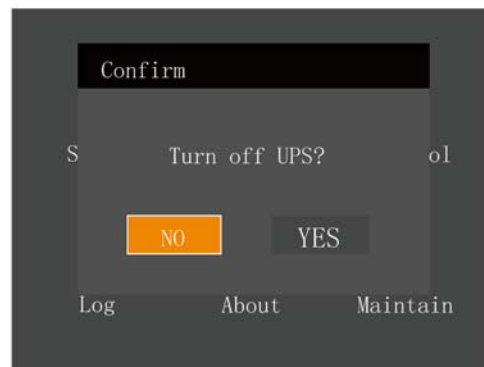 Confirm
S Turn off UPS? ol
NO YES
Log About Maintain